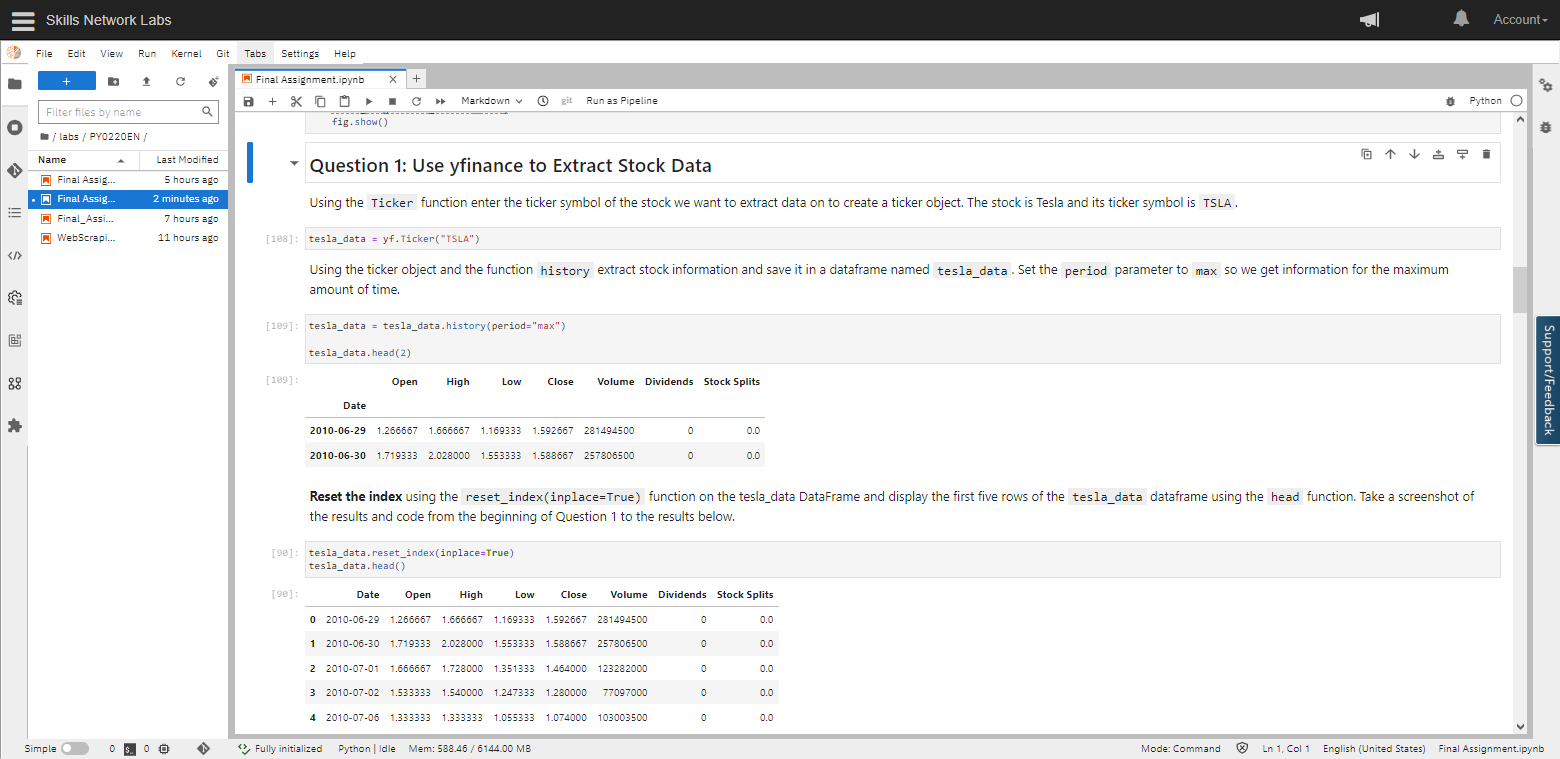 Skills Network Labs
Account
File Edit View Run Kernel Git Tabs Settings Help
+
Final Assignment.ipynb × +
Markdown git Run as Pipeline
Python
Filter files by name
/ labs / PY0220EN /
Name Last Modified
Final Assig... 5 hours ago
Final Assig... 2 minutes ago
Final_Assi... 7 hours ago
WebScrapi... 11 hours ago
fig.show()
Question 1: Use yfinance to Extract Stock Data
Using the Ticker function enter the ticker symbol of the stock we want to extract data on to create a ticker object. The stock is Tesla and its ticker symbol is TSLA.
[108]: tesla_data = yf.Ticker("TSLA")
Using the ticker object and the function history extract stock information and save it in a dataframe named tesla_data. Set the period parameter to max so we get information for the maximum
amount of time.
[109]: tesla_data = tesla_data.history(period="max")
tesla_data.head(2)
[109]: Open High Low Close Volume Dividends Stock Splits
Date
2010-06-29 1.266667 1.666667 1.169333 1.592667 281494500 0 0.0
2010-06-30 1.719333 2.028000 1.553333 1.588667 257806500 0 0.0
Reset the index using the reset_index(inplace=True) function on the tesla_data DataFrame and display the first five rows of the tesla_data dataframe using the head function. Take a screenshot of
the results and code from the beginning of Question 1 to the results below.
[90]: tesla_data.reset_index(inplace=True)
tesla_data.head()
[90]: Date Open High Low Close Volume Dividends Stock Splits
0 2010-06-29 1.266667 1.666667 1.169333 1.592667 281494500 0 0.0
1 2010-06-30 1.719333 2.028000 1.553333 1.588667 257806500 0 0.0
2 2010-07-01 1.666667 1.728000 1.351333 1.464000 123282000 0 0.0
3 2010-07-02 1.533333 1.540000 1.247333 1.280000 77097000 0 0.0
4 2010-07-06 1.333333 1.333333 1.055333 1.074000 103003500 0 0.0
Support/Feedback
Simple 0 $_ 0 Fully initialized Python | Idle Mem: 588.46 / 6144.00 MB Mode: Command Ln 1, Col 1 English (United States) Final Assignment.ipynb